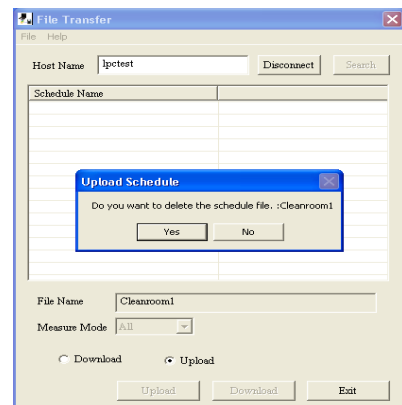 File Transfer
File Help
Host Name lpctest Disconnect Search
Schedule Name
Upload Schedule
Do you want to delete the schedule file. :Cleanroom1
Yes No
File Name Cleanroom1
Measure Mode All
Download Upload
Upload Download Exit